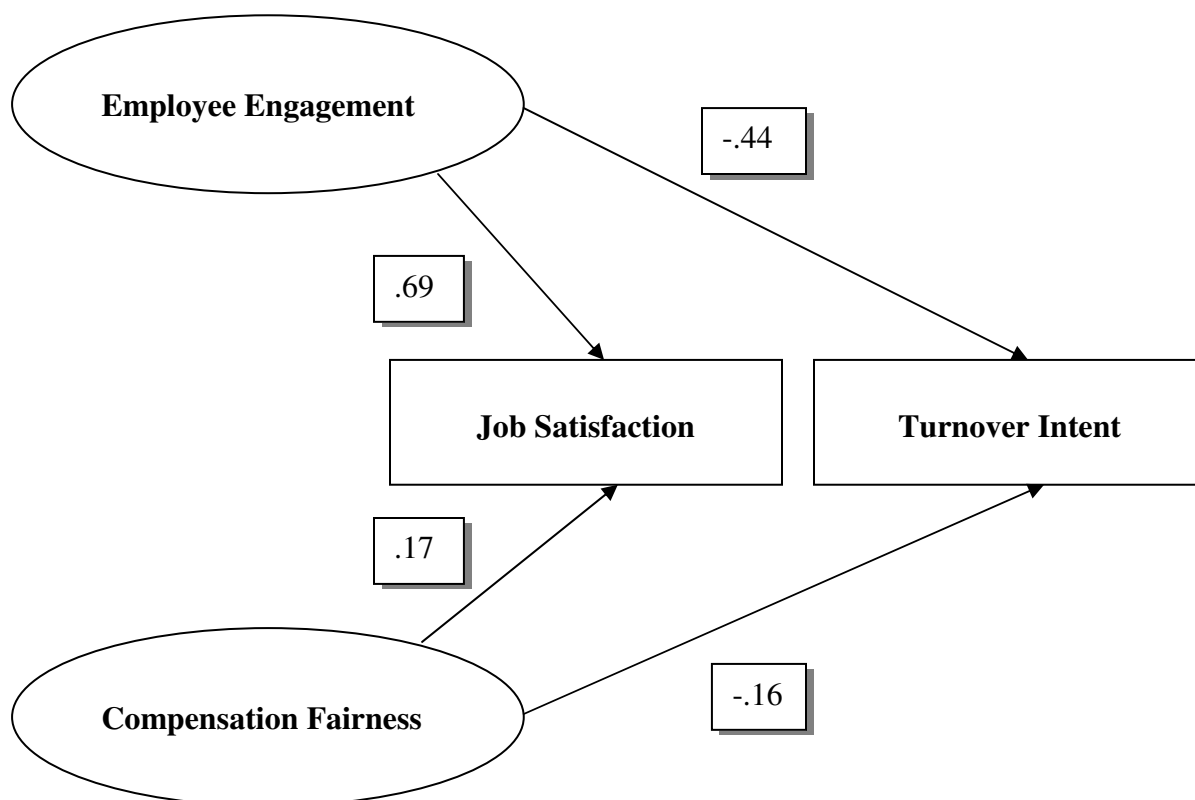 Employee Engagement
-.44
.69
Job Satisfaction
Turnover Intent
.17
-.16
Compensation Fairness